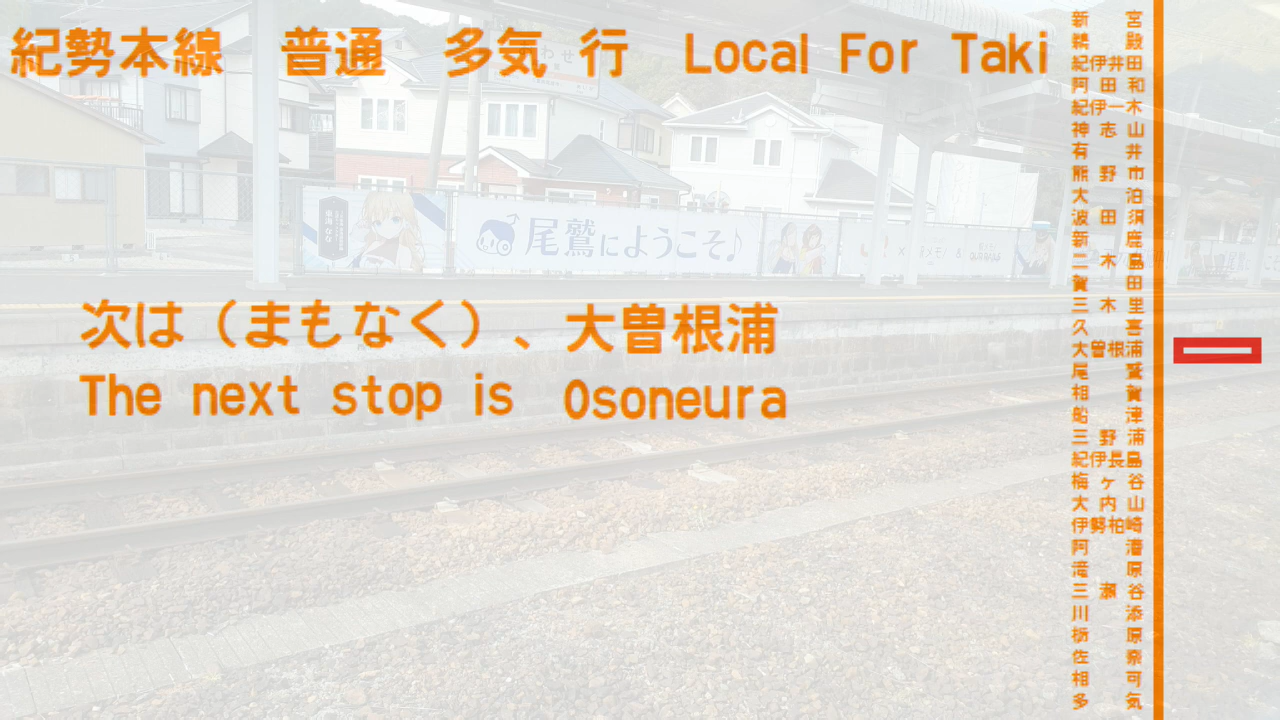 紀勢本線 普通 多気 行 Local For Taki
尾鷲にようこそ♪
次は（まもなく）、大曽根浦
The next stop is Osoneura
新宮
鵜殿
紀伊井田
阿田和
紀伊一木
神志山
有井
熊野市
大泊
波田須
新鹿
二木島
賀田
三木里
九鬼
大曽根浦
尾鷲
相賀
船津
三野瀬
紀伊長島
梅ヶ谷
大内山
伊勢柏崎
阿曽
滝原
三瀬谷
川添
栃原
佐奈
相可
多気